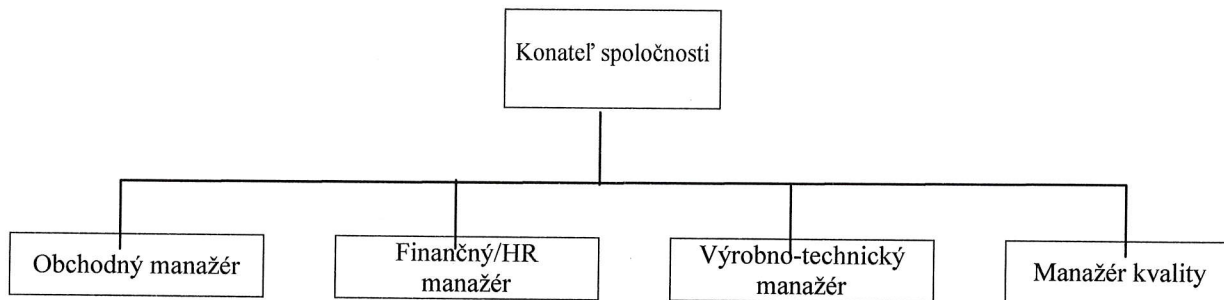 Konateľ spoločnosti
Obchodný manažér
Finančný/HR
manažér
Výrobno-technický
manažér
Manažér kvality